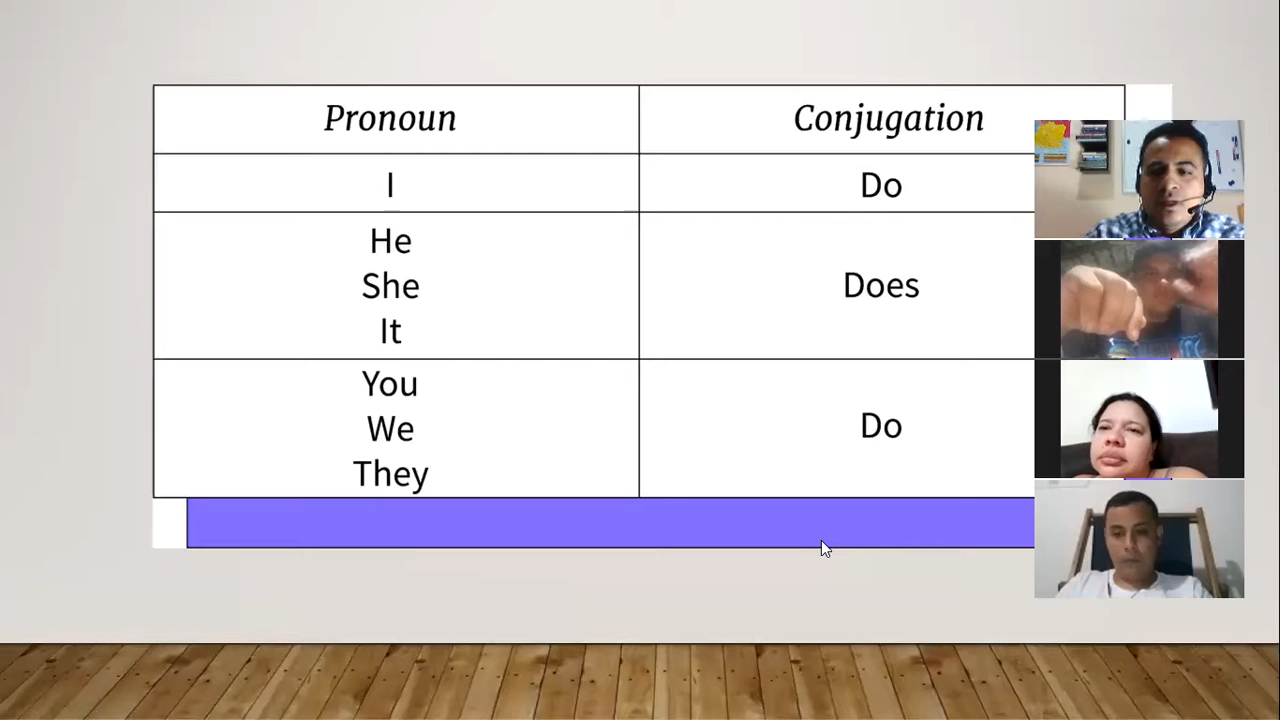 Pronoun Conjugation
I Do
He
She Does
It
You
We Do
They